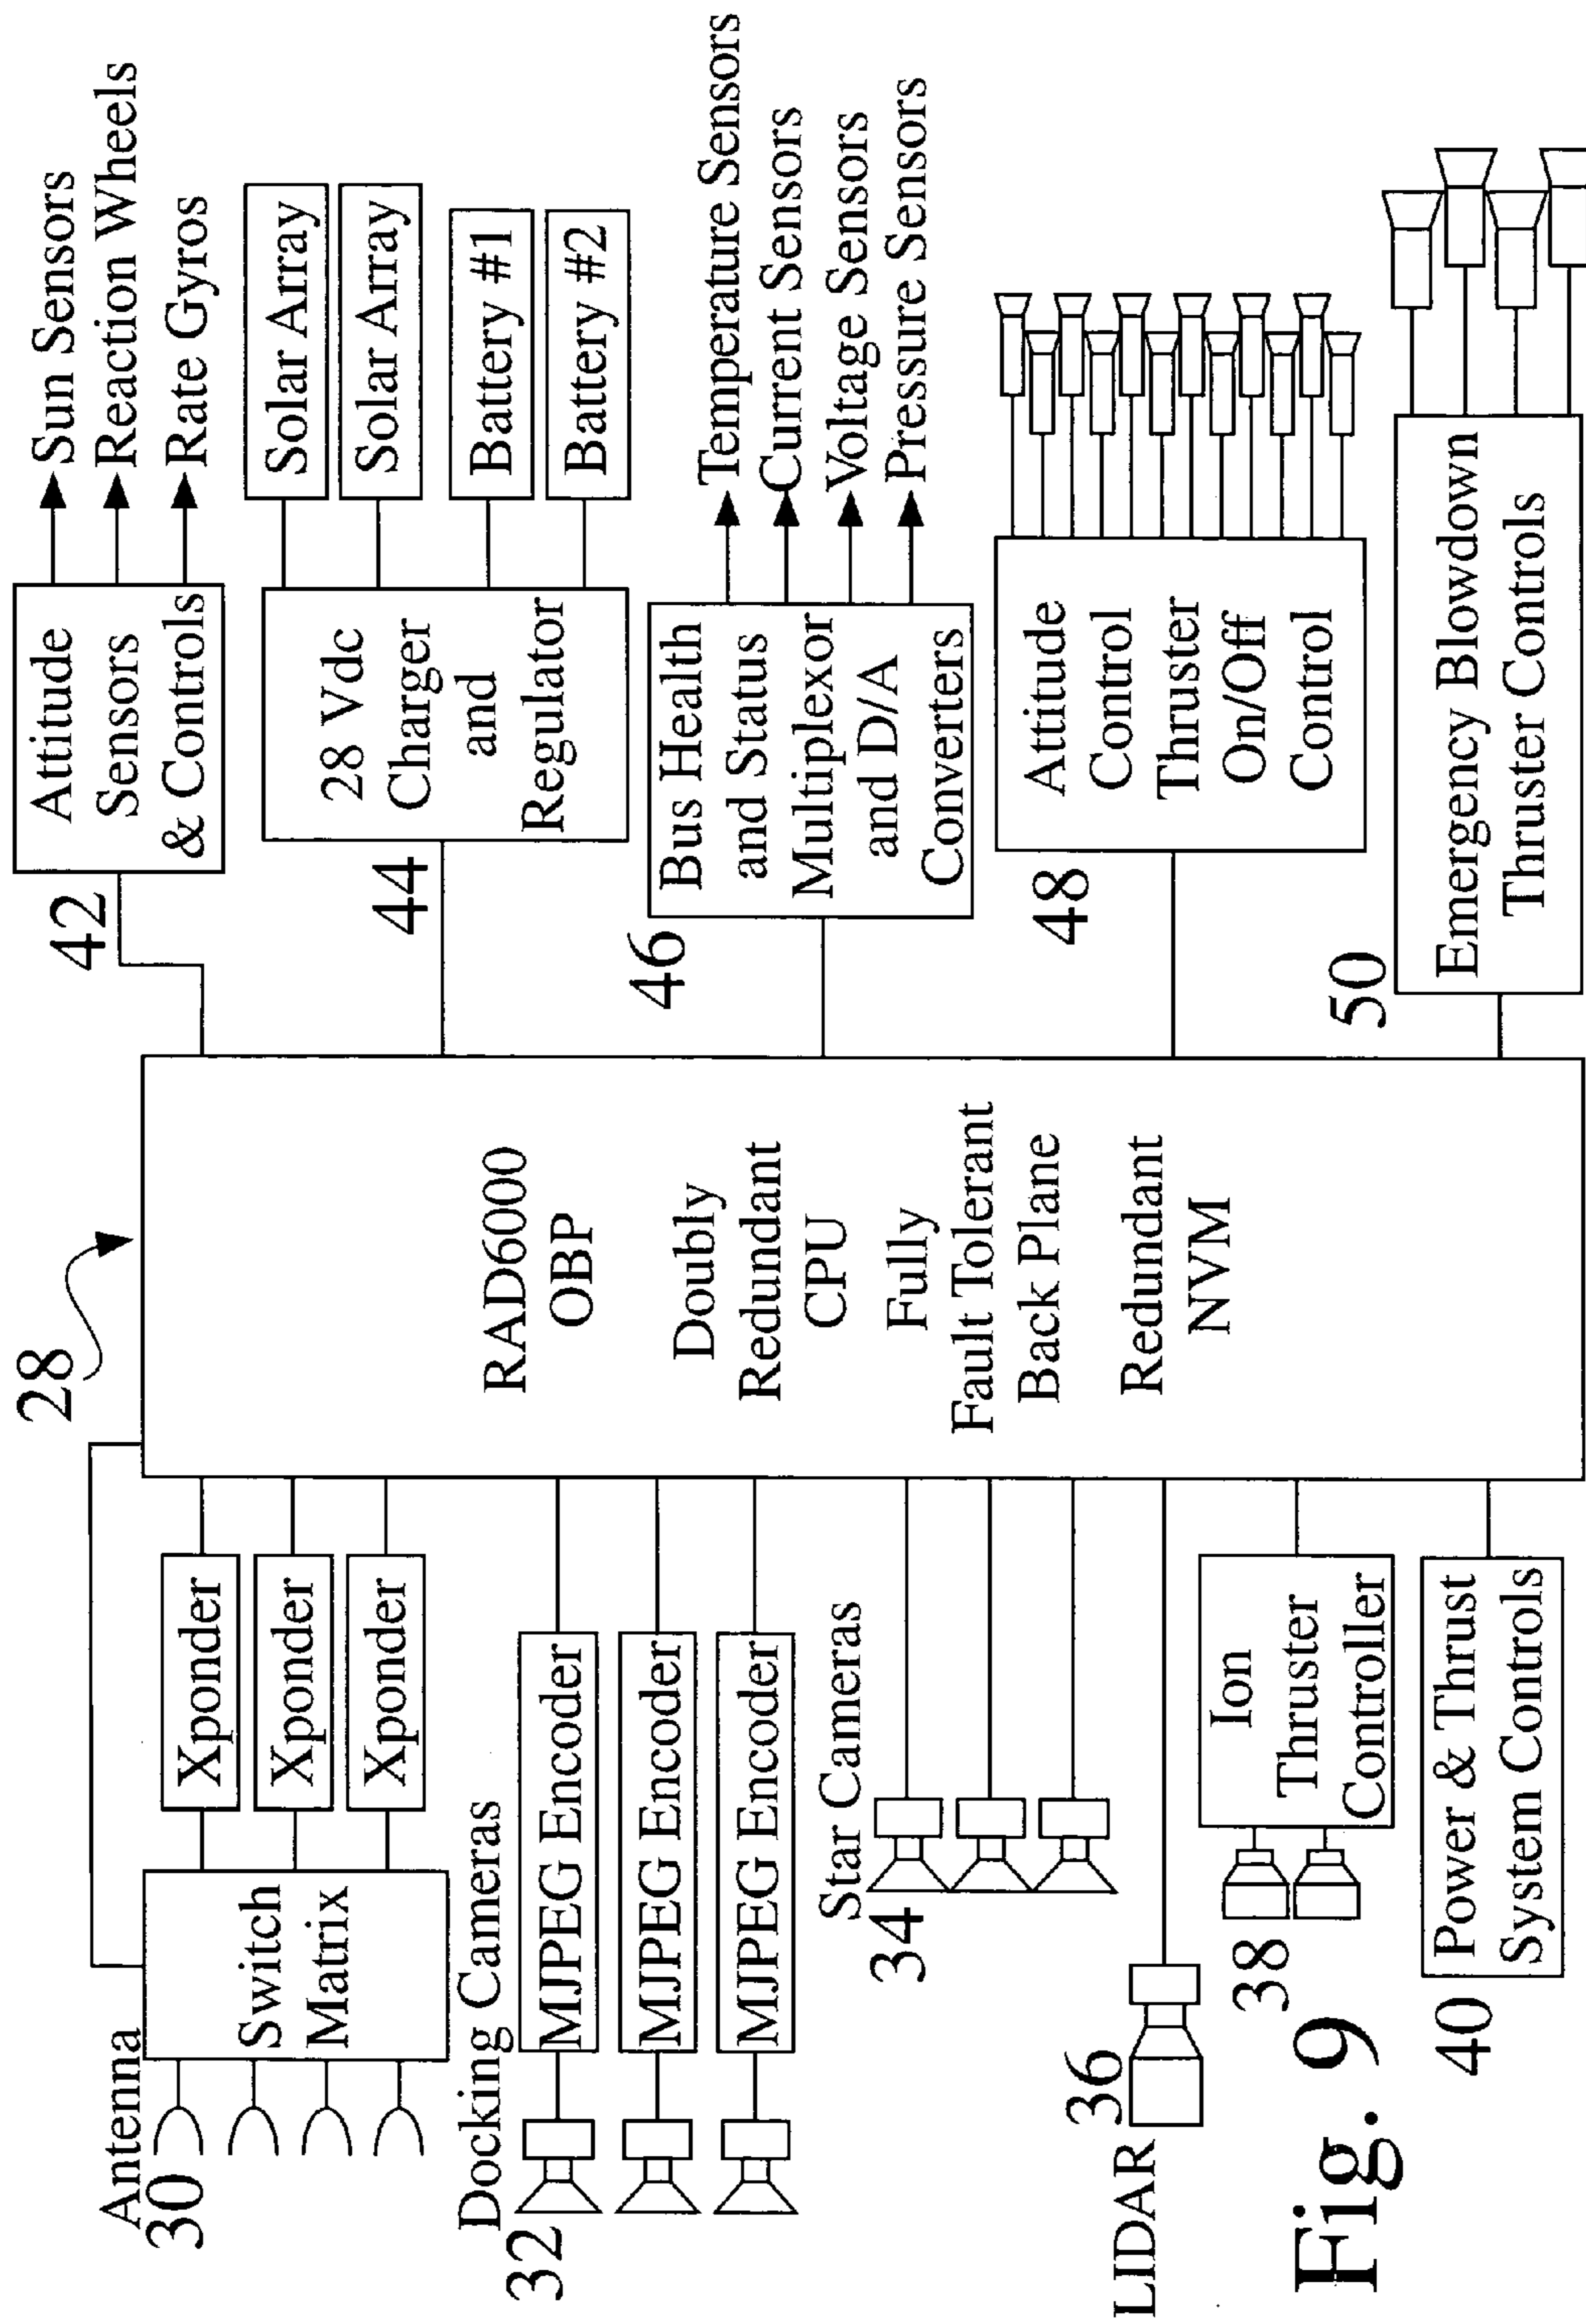 28
Antenna
30
Switch
Matrix
Xponder
Xponder
Xponder
Docking Cameras
32
MJPEG Encoder
MJPEG Encoder
MJPEG Encoder
Star Cameras
34
LIDAR
36
38
Ion
Thruster
Controller
40
Power & Thrust
System Controls
RAD6000
OBP
Doubly
Redundant
CPU
Fully
Fault Tolerant
Back Plane
Redundant
NVM
42
Attitude
Sensors
& Controls
Sun Sensors
Reaction Wheels
Rate Gyros
44
28 Vdc
Charger
and
Regulator
Solar Array
Solar Array
Battery #1
Battery #2
46
Bus Health
and Status
Multiplexor
and D/A
Converters
Temperature Sensors
Current Sensors
Voltage Sensors
Pressure Sensors
48
Attitude
Control
Thruster
On/Off
Control
50
Emergency Blowdown
Thruster Controls
Fig. 9